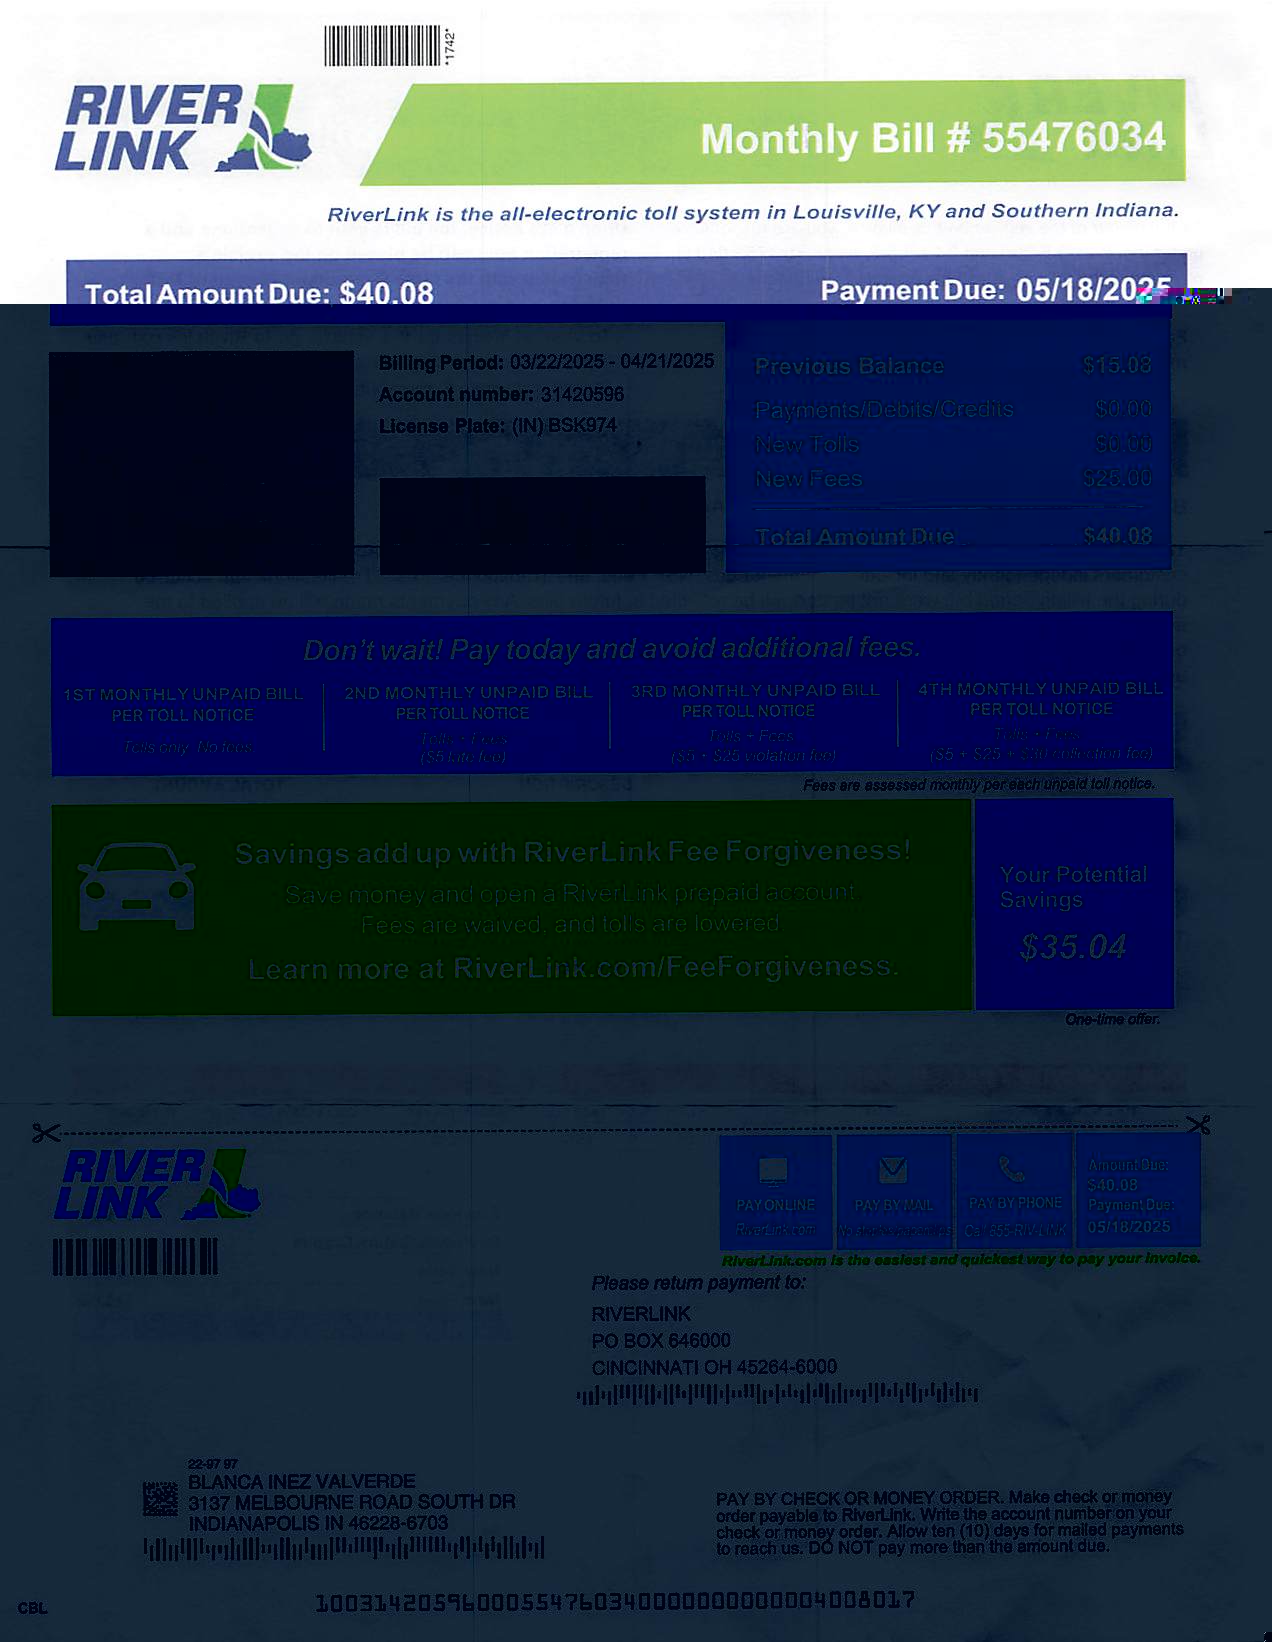 *1742*
RIVER
LINK
Monthly Bill # 55476034
RiverLink is the all-electronic toll system in Louisville, KY and Southern Indiana.
Total Amount Due: $40.08
Payment Due: 05/18/2025
Billing Period: 03/22/2025 - 04/21/2025
Account number: 31420596
License Plate: (IN) BSK974
Previous Balance $15.08
Payments/Debits/Credits $0.00
New Tolls $0.00
New Fees $25.00
Total Amount Due $40.08
Don't wait! Pay today and avoid additional fees.
1ST MONTHLY UNPAID BILL
PER TOLL NOTICE
Tolls only. No fees.
2ND MONTHLY UNPAID BILL
PER TOLL NOTICE
Tolls + Fees
($5 late fee)
3RD MONTHLY UNPAID BILL
PER TOLL NOTICE
Tolls + Fees
($5 + $25 violation fee)
4TH MONTHLY UNPAID BILL
PER TOLL NOTICE
Tolls + Fees
($5 + $25 + $30 collection fee)
Fees are assessed monthly per each unpaid toll notice.
Savings add up with RiverLink Fee Forgiveness!
Save money and open a RiverLink prepaid account.
Fees are waived, and tolls are lowered.
Learn more at RiverLink.com/FeeForgiveness.
Your Potential
Savings
$35.04
One-time offer.
RIVER
LINK
PAY ONLINE
RiverLink.com
PAY BY MAIL
PAY BY PHONE
Call 855-RIV-LINK
Amount Due:
$40.08
Payment Due:
05/18/2025
RiverLink.com is the easiest and quickest way to pay your invoice.
Please return payment to:
RIVERLINK
PO BOX 646000
CINCINNATI OH 45264-6000
22-97 97
BLANCA INEZ VALVERDE
3137 MELBOURNE ROAD SOUTH DR
INDIANAPOLIS IN 46228-6703
PAY BY CHECK OR MONEY ORDER. Make check or money
order payable to RiverLink. Write the account number on your
check or money order. Allow ten (10) days for mailed payments
to reach us. DO NOT pay more than the amount due.
CBL
10031420596000554760340000000000004008017